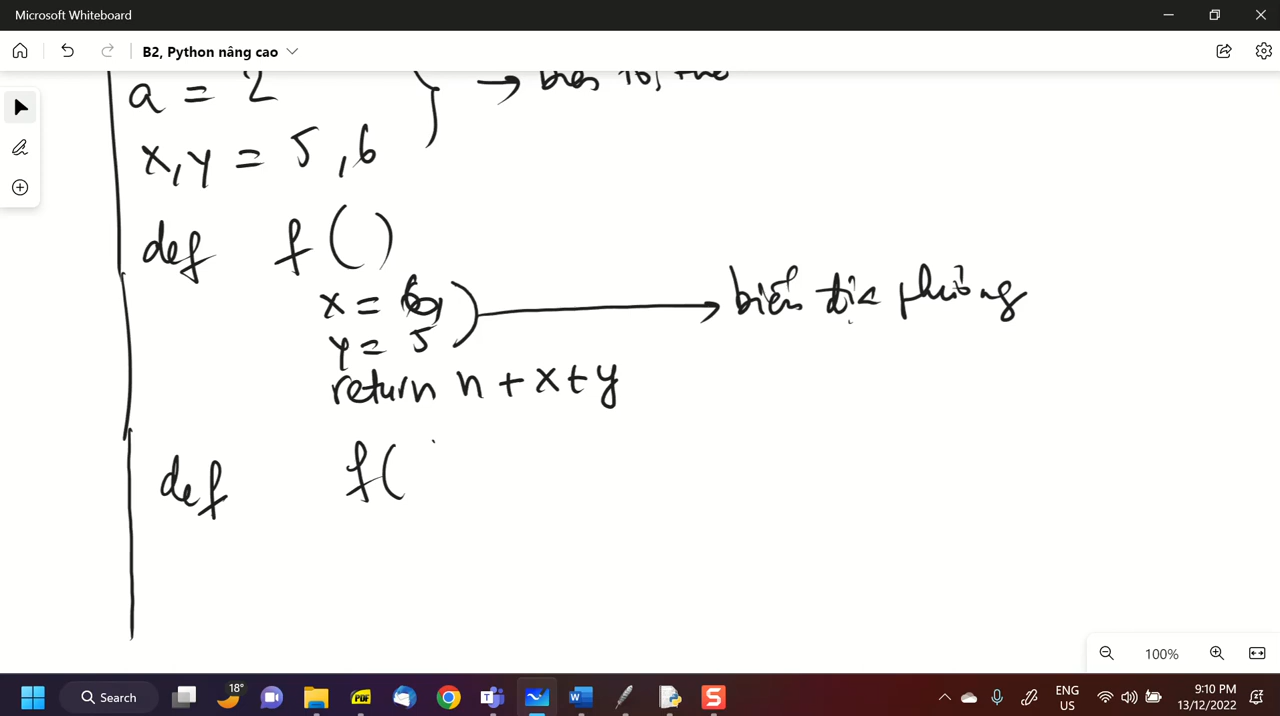 Microsoft Whiteboard
B2, Python nâng cao
a = 2
→ biến
x, y = 5, 6
def f()
x = 6
y = 5
→ biến địa phương
return n + x + y
def f(
100%
Search
18°
ENG
US
9:10 PM
13/12/2022